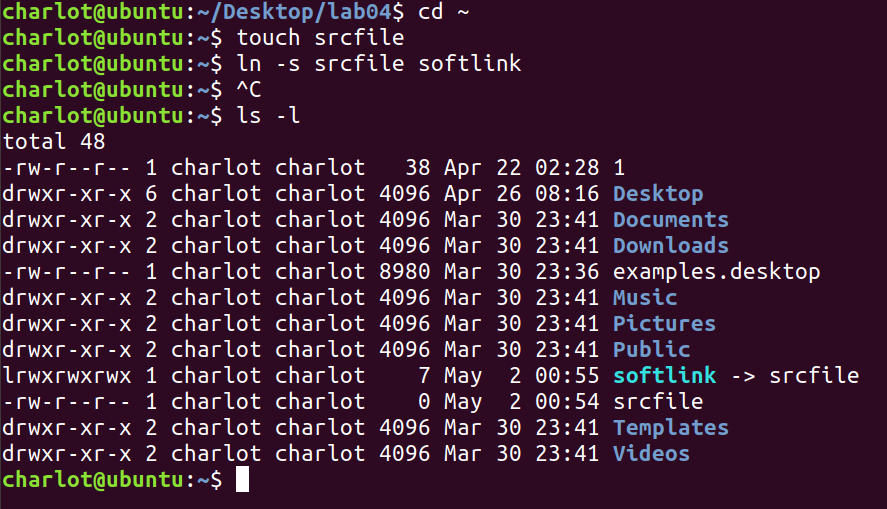 charlot@ubuntu:~/Desktop/lab04$ cd ~
charlot@ubuntu:~$ touch srcfile
charlot@ubuntu:~$ ln -s srcfile softlink
charlot@ubuntu:~$ ^C
charlot@ubuntu:~$ ls -l
total 48
-rw-r--r-- 1 charlot charlot   38 Apr 22 02:28 1
drwxr-xr-x 6 charlot charlot 4096 Apr 26 08:16 Desktop
drwxr-xr-x 2 charlot charlot 4096 Mar 30 23:41 Documents
drwxr-xr-x 2 charlot charlot 4096 Mar 30 23:41 Downloads
-rw-r--r-- 1 charlot charlot 8980 Mar 30 23:36 examples.desktop
drwxr-xr-x 2 charlot charlot 4096 Mar 30 23:41 Music
drwxr-xr-x 2 charlot charlot 4096 Mar 30 23:41 Pictures
drwxr-xr-x 2 charlot charlot 4096 Mar 30 23:41 Public
lrwxrwxrwx 1 charlot charlot    7 May  2 00:55 softlink -> srcfile
-rw-r--r-- 1 charlot charlot    0 May  2 00:54 srcfile
drwxr-xr-x 2 charlot charlot 4096 Mar 30 23:41 Templates
drwxr-xr-x 2 charlot charlot 4096 Mar 30 23:41 Videos
charlot@ubuntu:~$